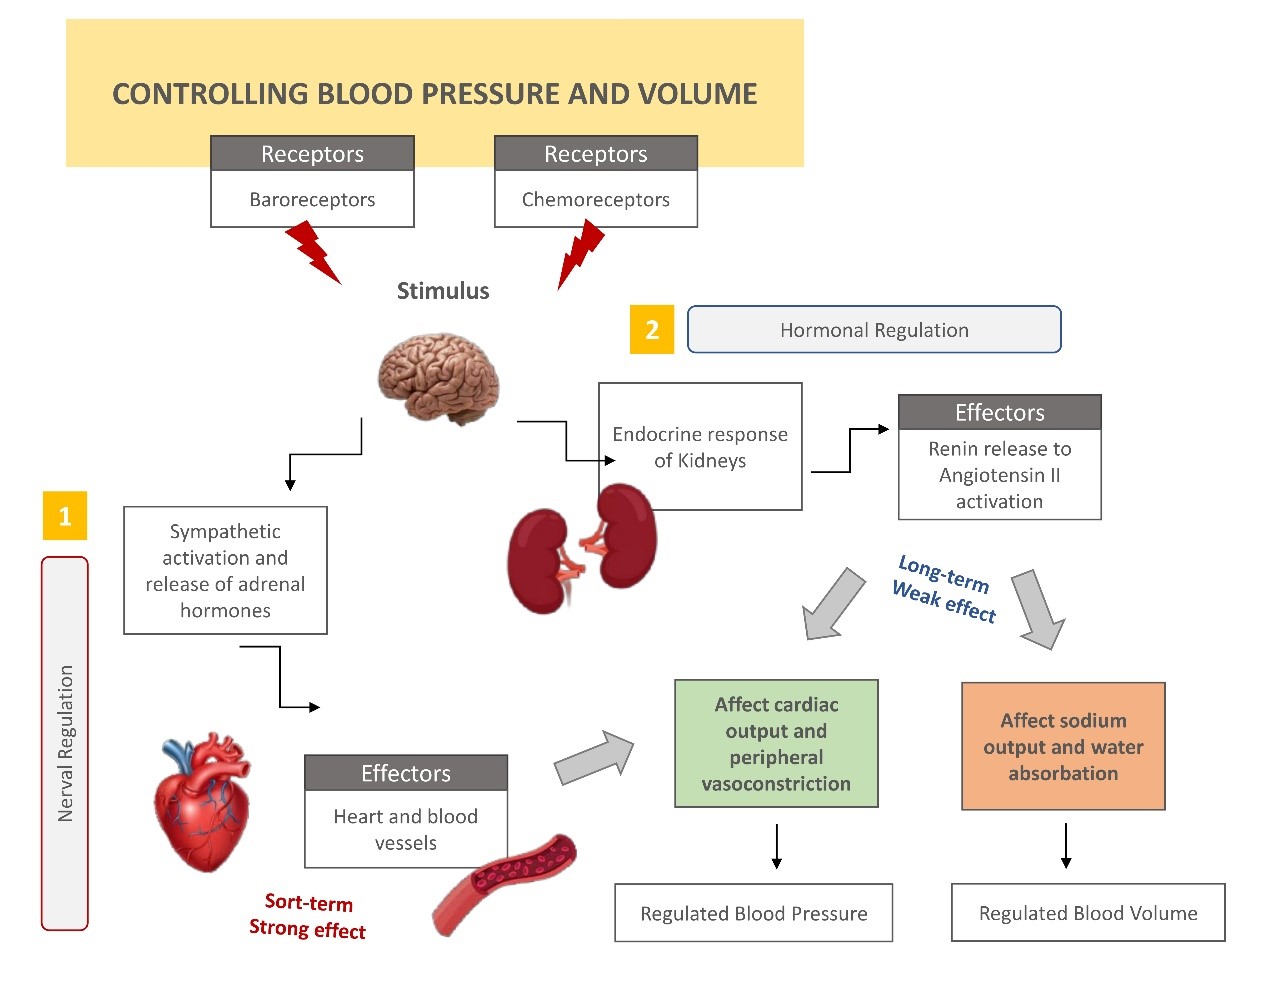 CONTROLLING BLOOD PRESSURE AND VOLUME
Receptors
Baroreceptors
Receptors
Chemoreceptors
Stimulus
2
Hormonal Regulation
Endocrine response
of Kidneys
Effectors
Renin release to
Angiotensin II
activation
1
Nerval Regulation
Sympathetic
activation and
release of adrenal
hormones
Long-term
Weak effect
Effectors
Heart and blood
vessels
Sort-term
Strong effect
Affect cardiac
output and
peripheral
vasoconstriction
Affect sodium
output and water
absorbation
Regulated Blood Pressure
Regulated Blood Volume